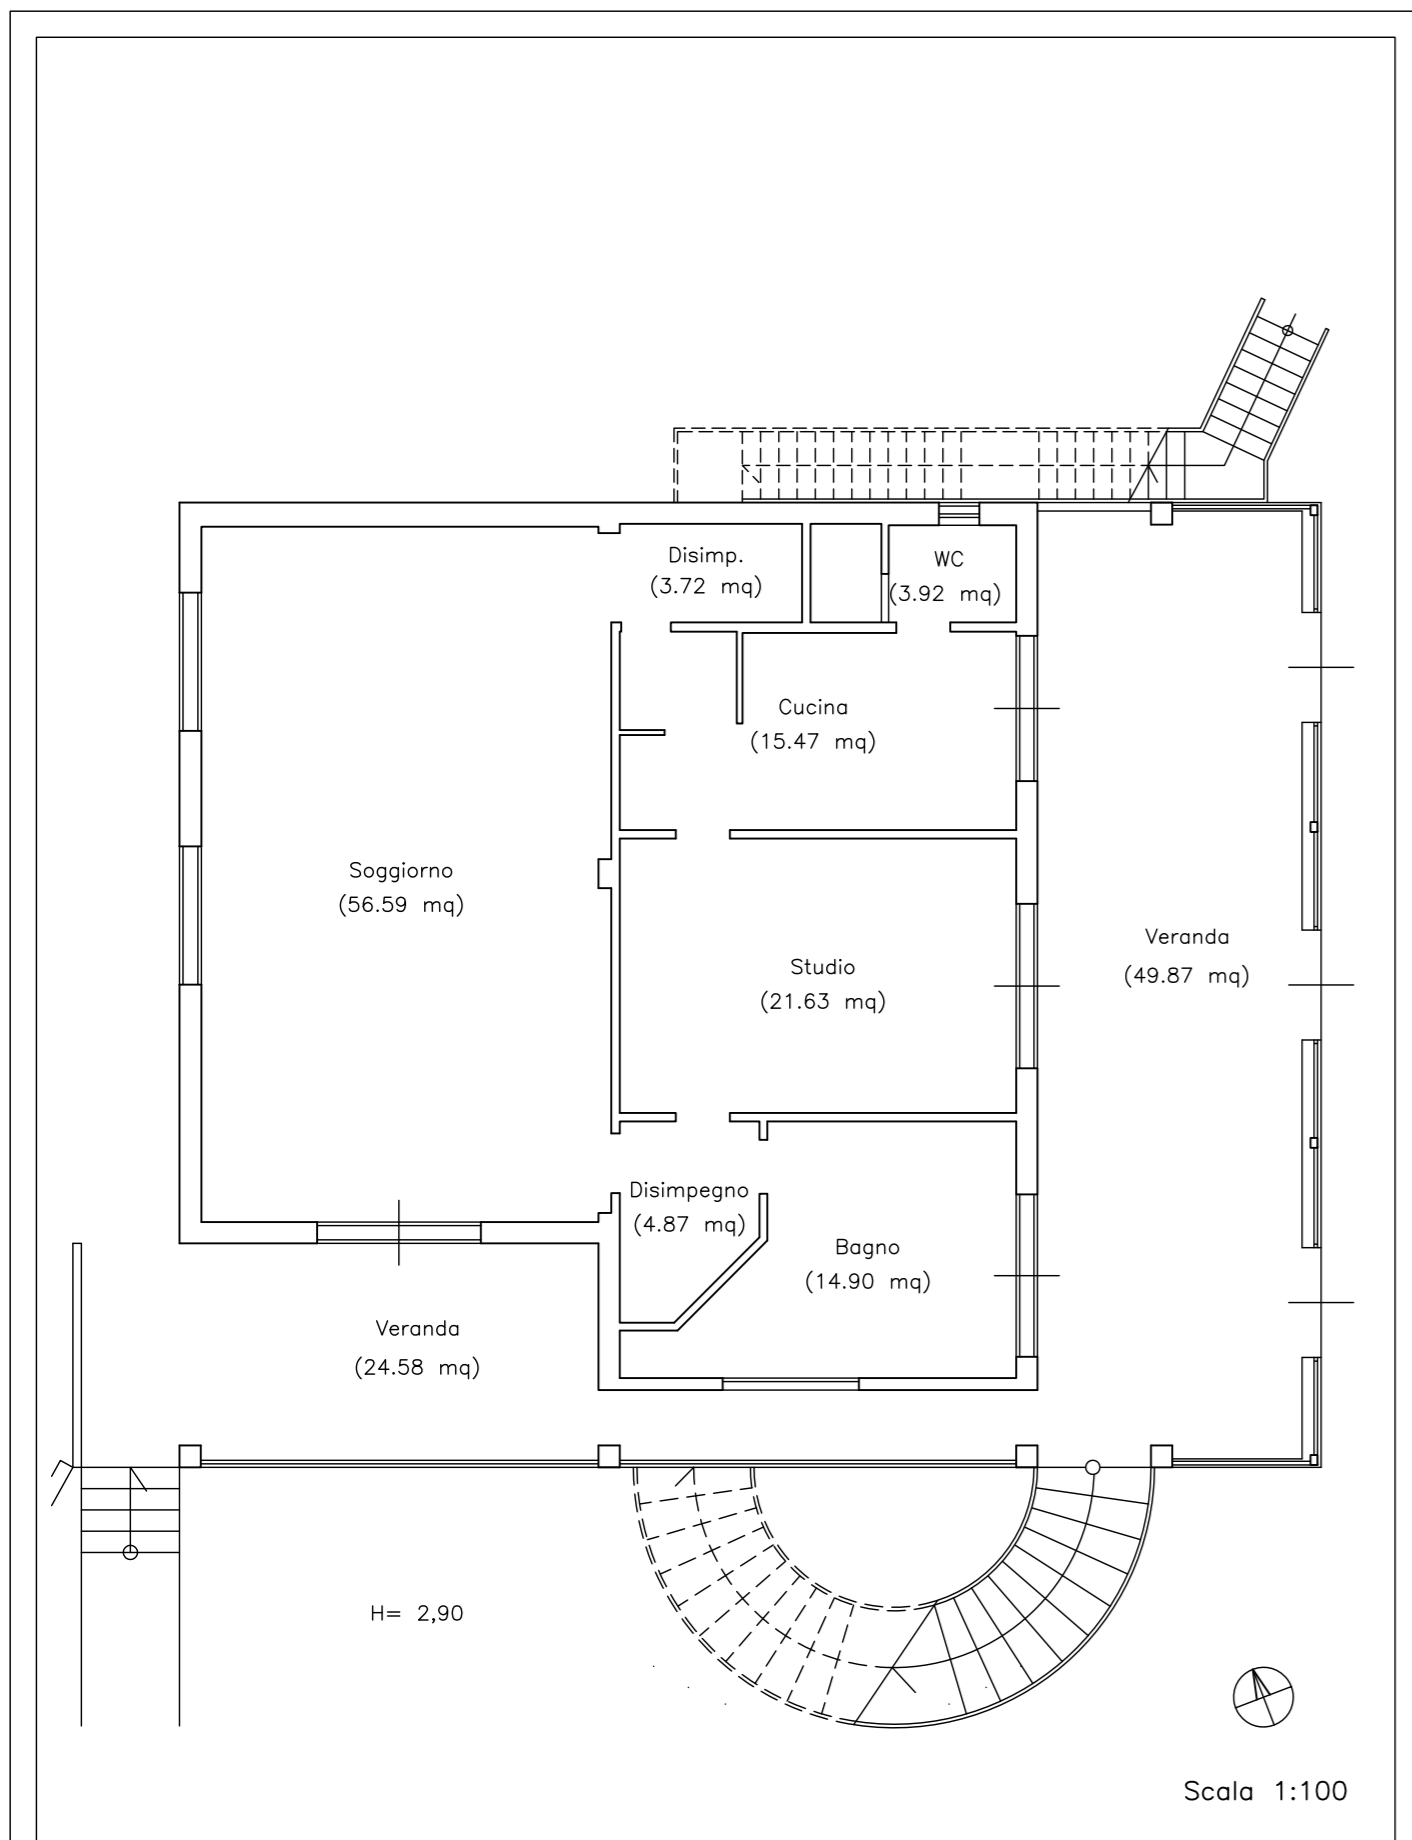 Disimp.
(3.72 mq)
WC
(3.92 mq)
Cucina
(15.47 mq)
Soggiorno
(56.59 mq)
Studio
(21.63 mq)
Veranda
(49.87 mq)
Disimpegno
(4.87 mq)
Bagno
(14.90 mq)
Veranda
(24.58 mq)
H= 2,90
Scala 1:100